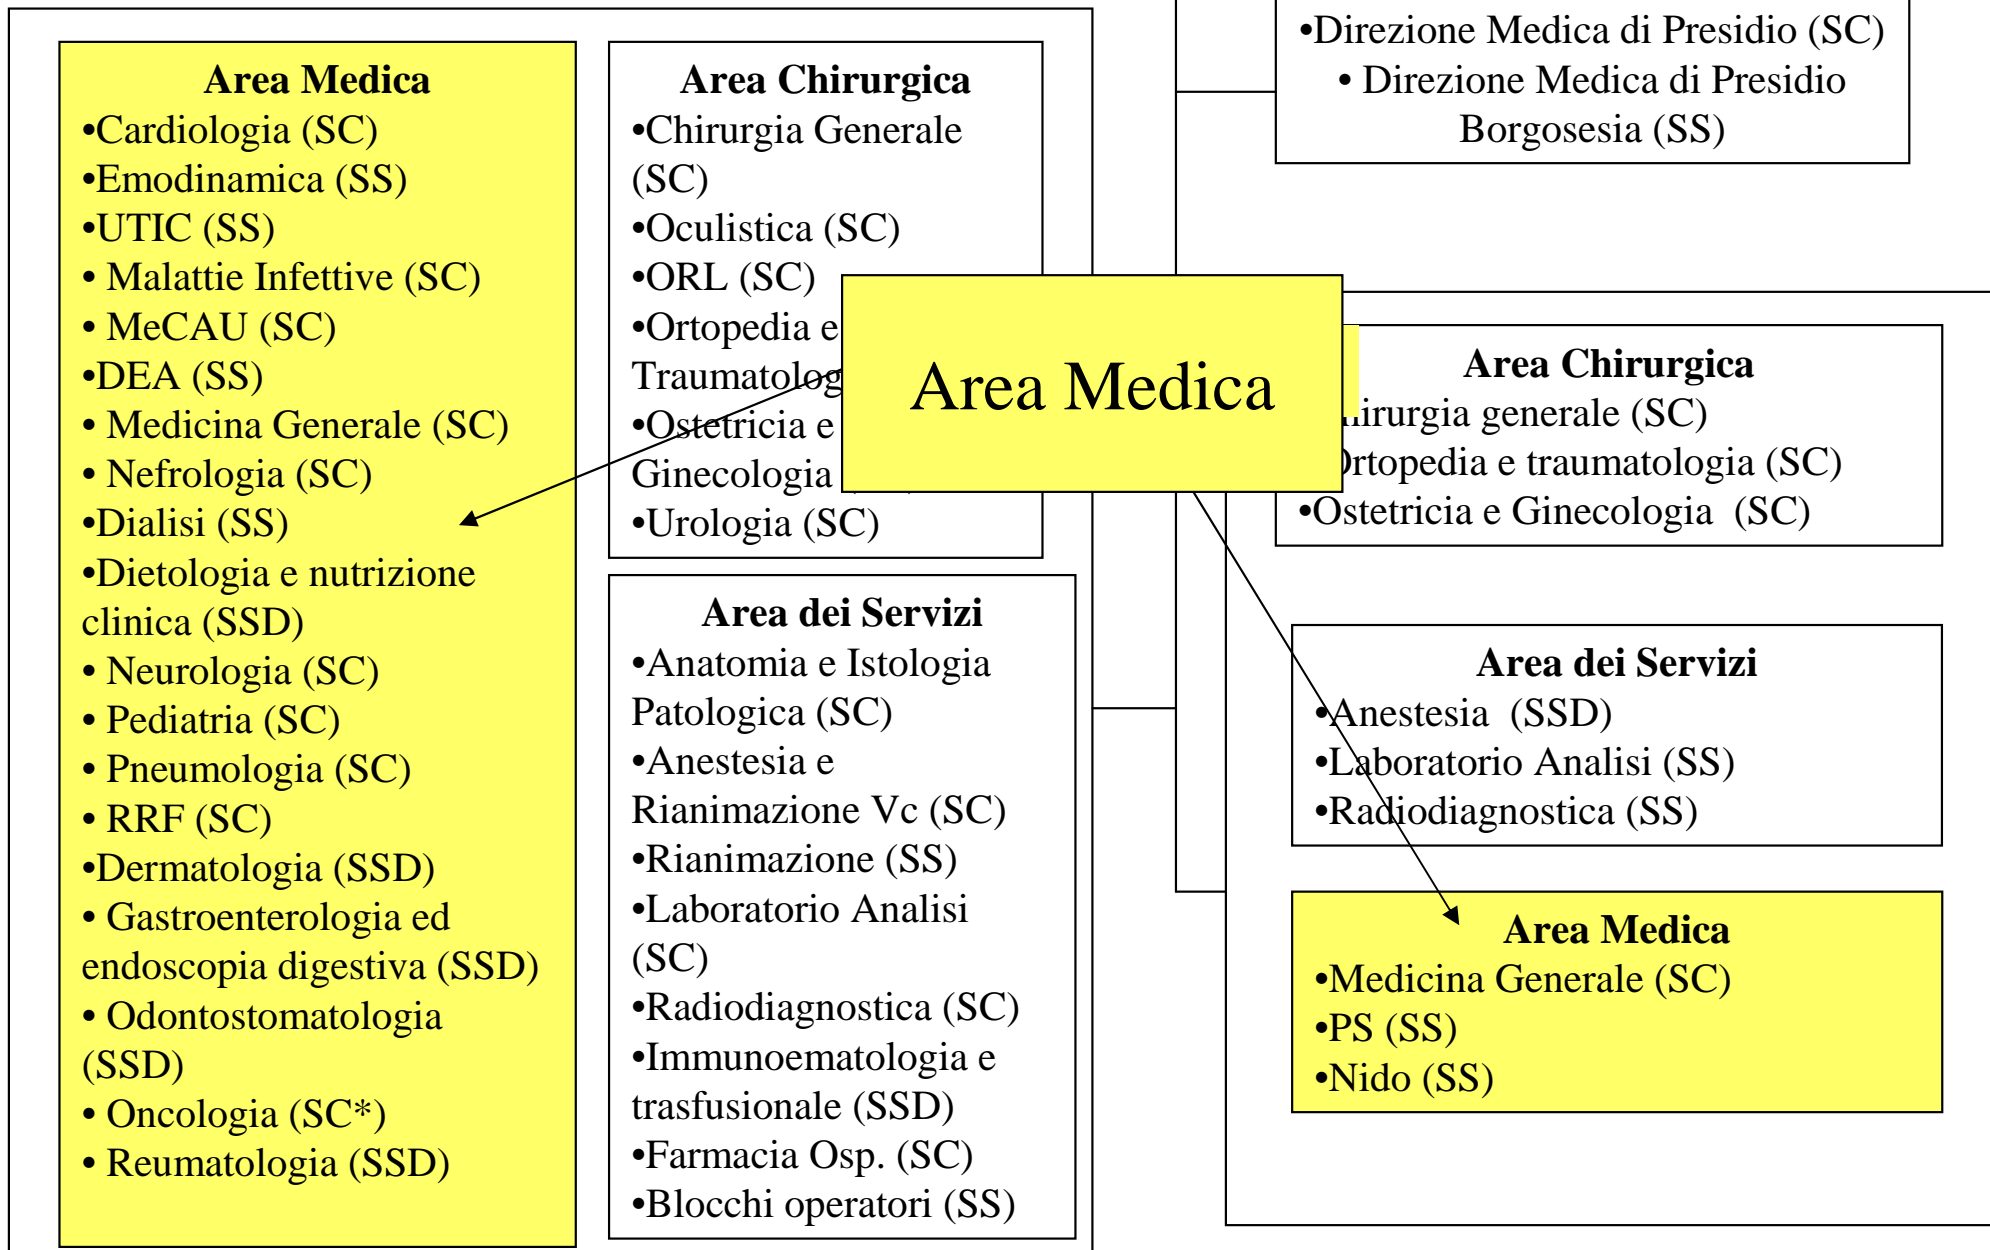 Area Medica
•Cardiologia (SC)
•Emodinamica (SS)
•UTIC (SS)
• Malattie Infettive (SC)
• MeCAU (SC)
•DEA (SS)
• Medicina Generale (SC)
• Nefrologia (SC)
•Dialisi (SS)
•Dietologia e nutrizione
clinica (SSD)
• Neurologia (SC)
• Pediatria (SC)
• Pneumologia (SC)
• RRF (SC)
•Dermatologia (SSD)
• Gastroenterologia ed
endoscopia digestiva (SSD)
• Odontostomatologia
(SSD)
• Oncologia (SC*)
• Reumatologia (SSD)
Area Chirurgica
•Chirurgia Generale
(SC)
•Oculistica (SC)
•ORL (SC)
•Ortopedia e
•Ostetricia e
Ginecologia
•Urologia (SC)
Area dei Servizi
•Anatomia e Istologia
Patologica (SC)
•Anestesia e
Rianimazione Vc (SC)
•Rianimazione (SS)
•Laboratorio Analisi
(SC)
•Radiodiagnostica (SC)
•Immunoematologia e
trasfusionale (SSD)
•Farmacia Osp. (SC)
•Blocchi operatori (SS)
Area Medica
•Direzione Medica di Presidio (SC)
• Direzione Medica di Presidio
Borgosesia (SS)
Area Chirurgica
generale (SC)
e traumatologia (SC)
•Ostetricia e Ginecologia (SC)
Area dei Servizi
•Anestesia (SSD)
•Laboratorio Analisi (SS)
•Radiodiagnostica (SS)
Area Medica
•Medicina Generale (SC)
•PS (SS)
•Nido (SS)